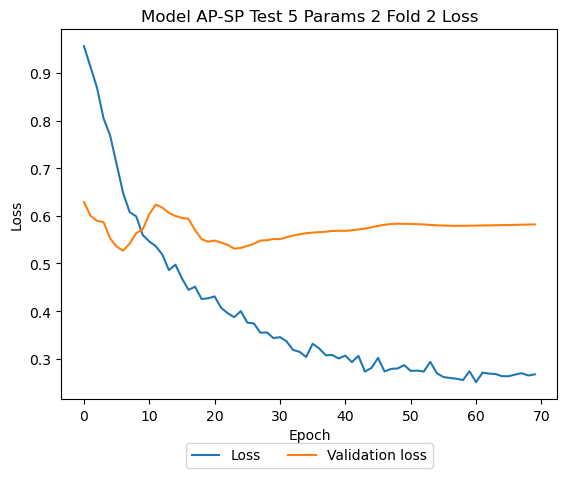 Model AP-SP Test 5 Params 2 Fold 2 Loss
Loss
0.9
0.8
0.7
0.6
0.5
0.4
0.3
0 10 20 30 40 50 60 70
Epoch
Loss Validation loss